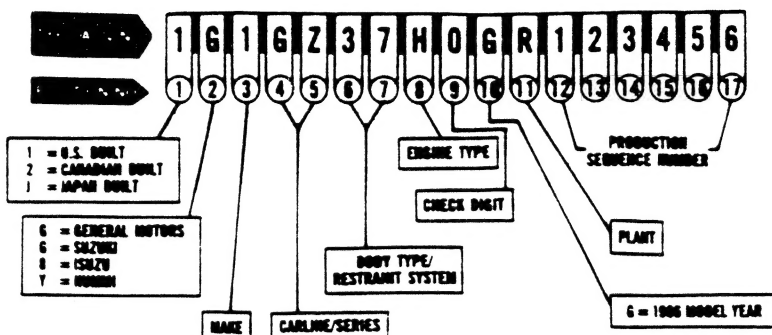 1 G 1 G Z 3 7 H 0 G R 1 2 3 4 5 6
1 2 3 4 5 6 7 8 9 10 11 12 13 14 15 16 17
1 = U.S. BUILT
2 = CANADIAN BUILT
J = JAPAN BUILT
G = GENERAL MOTORS
G = SUZUKI
8 = ISUZU
Y =
MAKE
CARLINE/SERIES
BODY TYPE/
RESTRAINT SYSTEM
ENGINE TYPE
CHECK DIGIT
PRODUCTION
SEQUENCE NUMBER
PLANT
G = 1986 MODEL YEAR